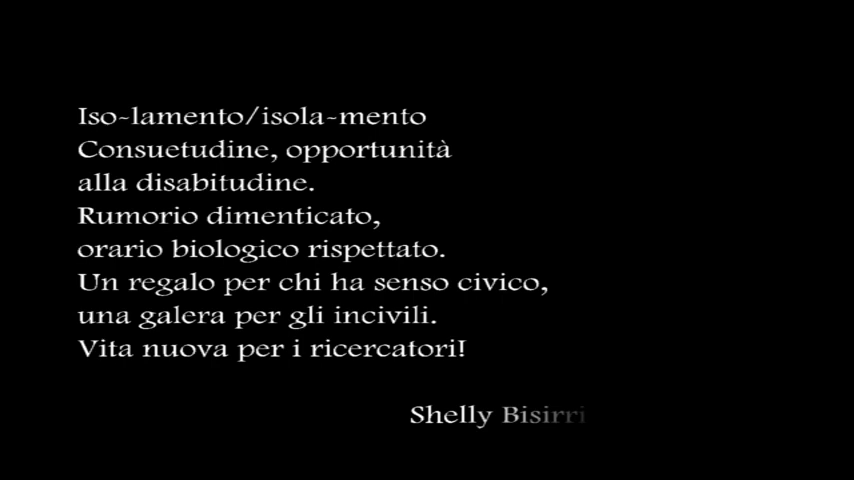 Iso-lamento/isola-mento
Consuetudine, opportunità
alla disabitudine.
Rumorio dimenticato,
orario biologico rispettato.
Un regalo per chi ha senso civico,
una galera per gli incivili.
Vita nuova per i ricercatori!
Shelly Bisirri